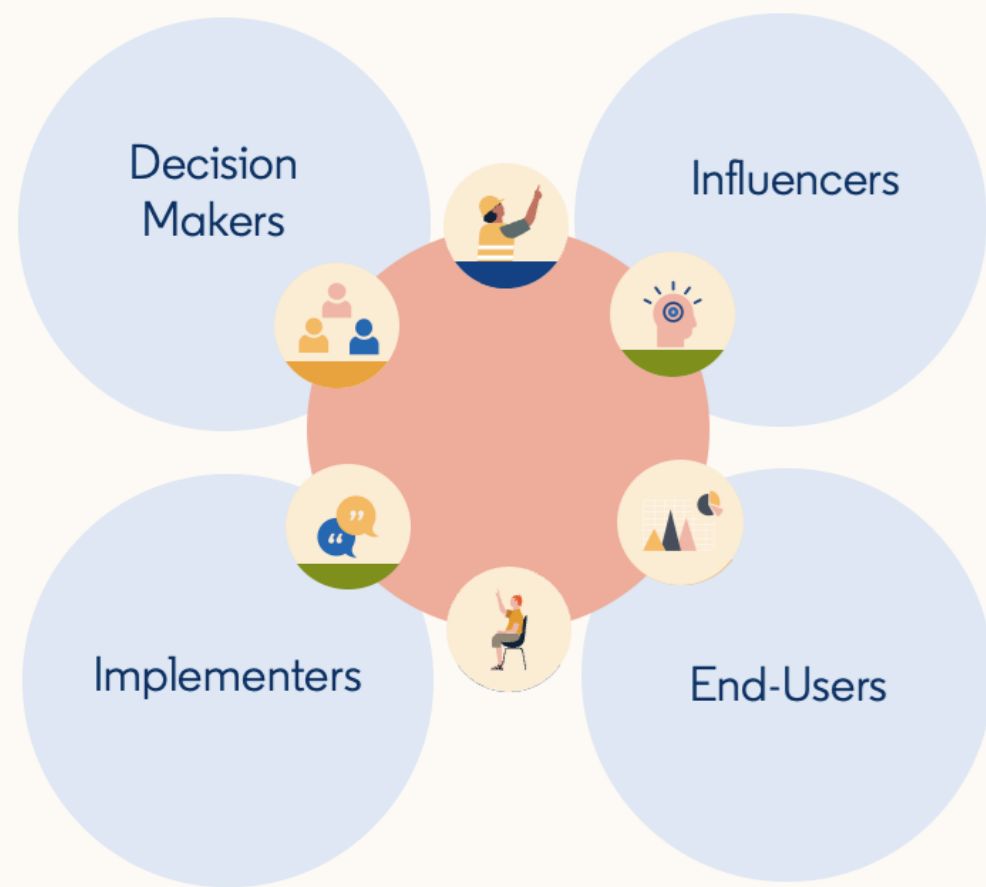 Decision
Makers
Influencers
Implementers
End-Users